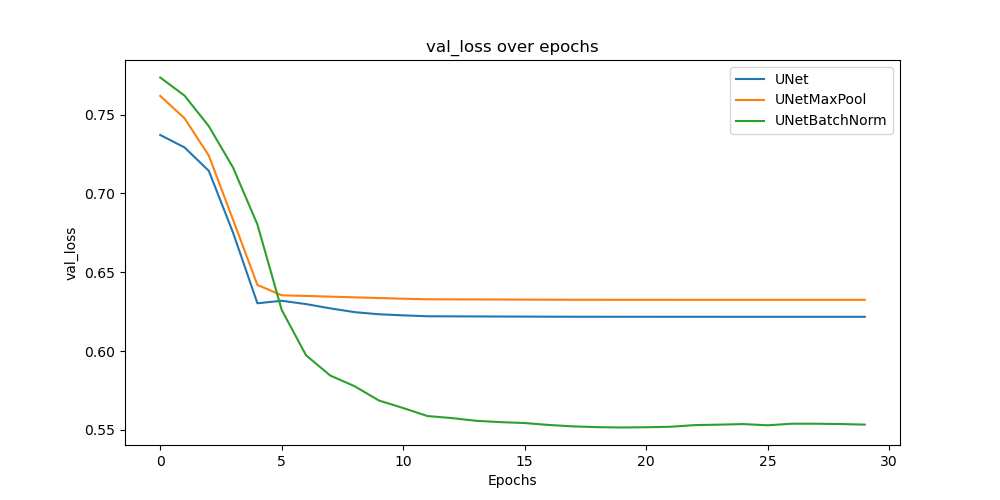 val_loss over epochs
UNet
UNetMaxPool
UNetBatchNorm
val_loss
0.75
0.70
0.65
0.60
0.55
0 5 10 15 20 25 30
Epochs